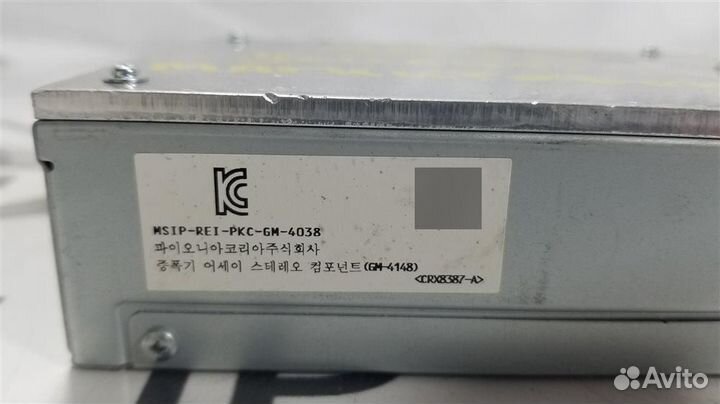 MSIP-REI-PKC-GM-4038
파이오니아코리아주식회사
증폭기 어세이 스테레오 컴포넌트(GM-4148)
<CRX8387-A>
Avito